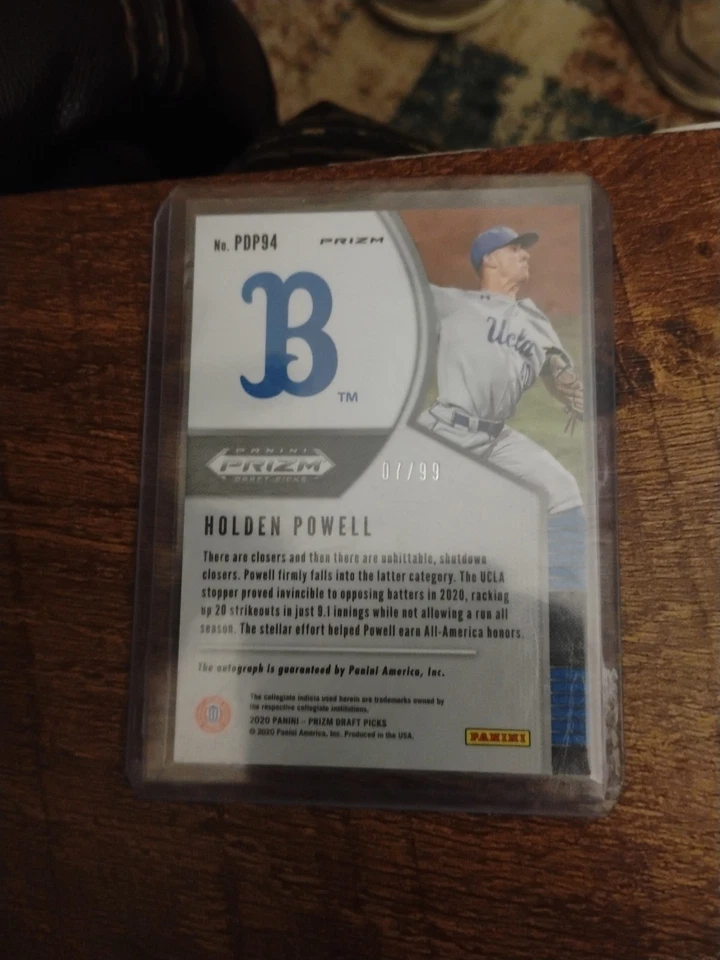 No. PDP94 PRIZM
B
TM
Ucla
PANINI
PRIZM
DRAFT PICKS
07/99
HOLDEN POWELL
There are closers and then there are unhittable, shutdown
closers. Powell firmly falls into the latter category. The UCLA
stopper proved invincible to opposing batters in 2020, racking
up 20 strikeouts in just 9.1 innings while not allowing a run all
season. The stellar effort helped Powell earn All-America honors.
The autograph is guaranteed by Panini America, Inc.
The collegiate indicia used herein are trademarks owned by
the respective collegiate institutions.
2020 PANINI – PRIZM DRAFT PICKS
© 2020 Panini America, Inc. Produced in the USA.
PANINI